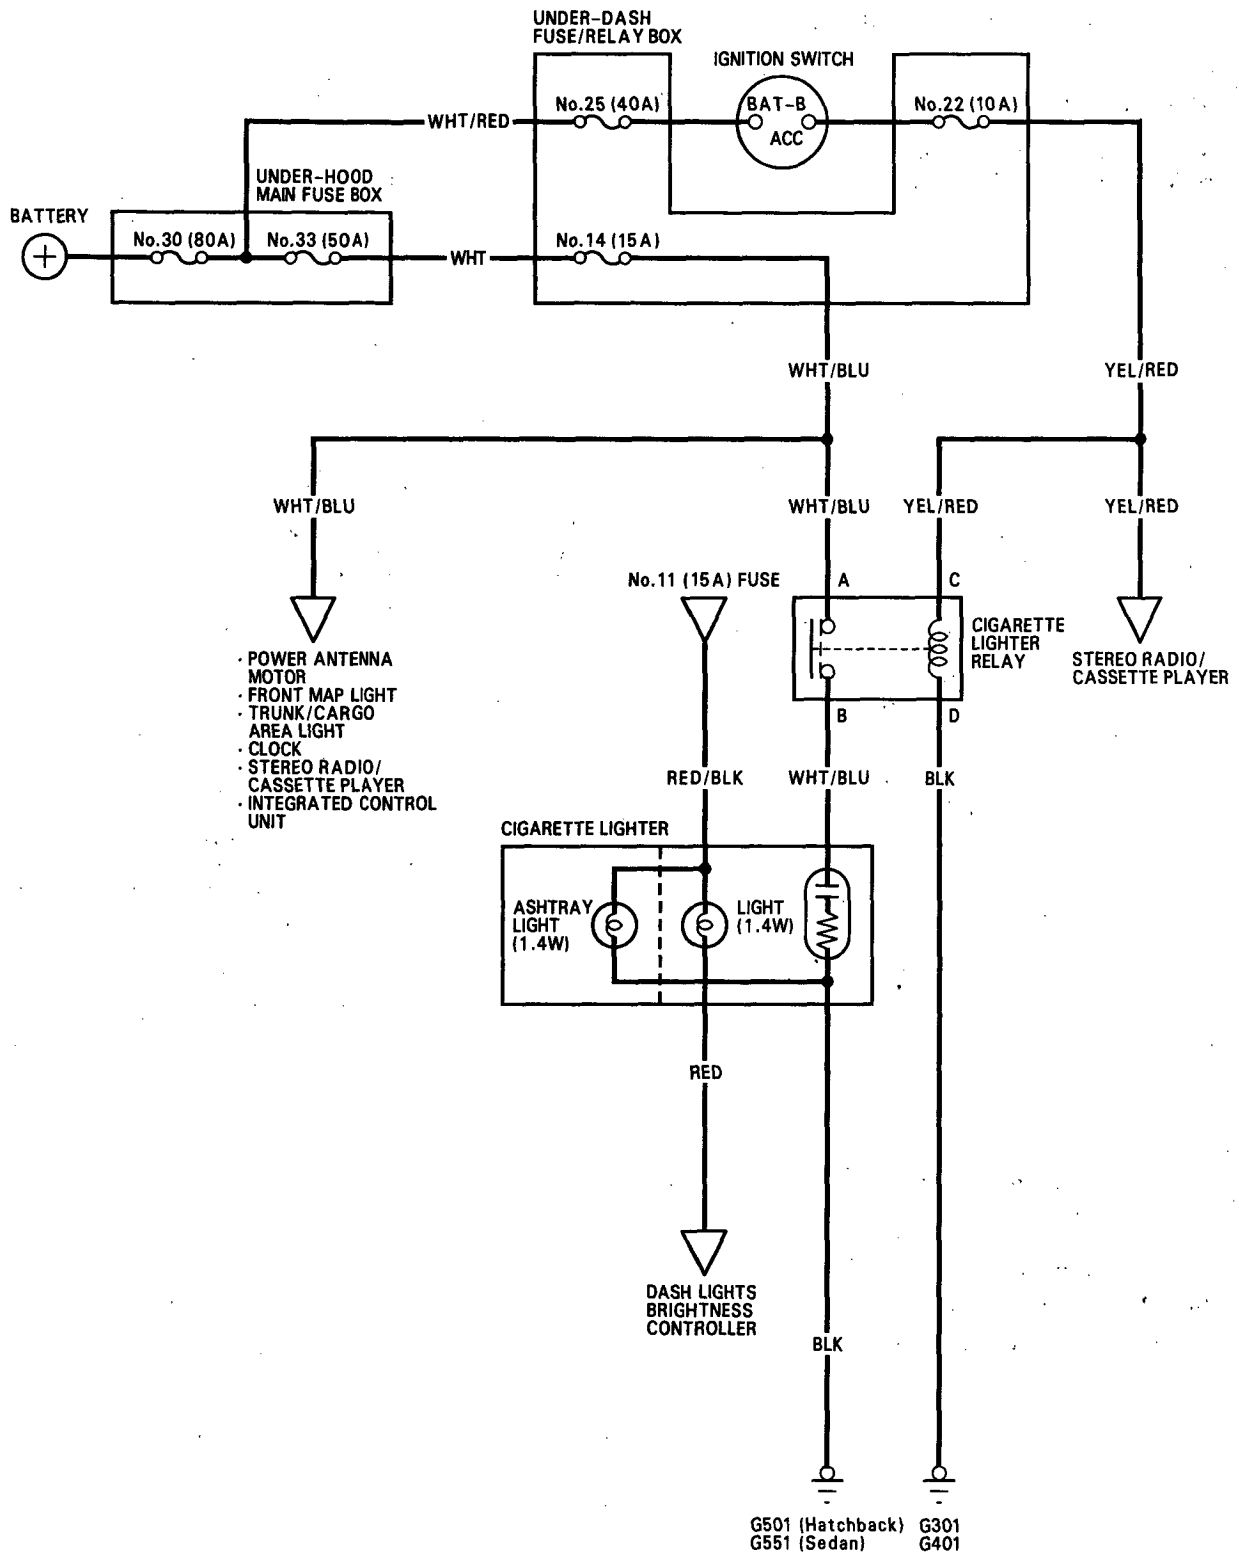 UNDER-DASH
FUSE/RELAY BOX
IGNITION SWITCH
No.25 (40A)
BAT-B
ACC
No.22 (10A)
WHT/RED
UNDER-HOOD
MAIN FUSE BOX
BATTERY
+
No.30 (80A)
No.33 (50A)
WHT
No.14 (15A)
WHT/BLU
YEL/RED
WHT/BLU
WHT/BLU
YEL/RED
YEL/RED
No.11 (15A) FUSE
A
C
CIGARETTE
LIGHTER
RELAY
STEREO RADIO/
CASSETTE PLAYER
· POWER ANTENNA
MOTOR
· FRONT MAP LIGHT
· TRUNK/CARGO
AREA LIGHT
· CLOCK
· STEREO RADIO/
CASSETTE PLAYER
· INTEGRATED CONTROL
UNIT
B
D
RED/BLK
WHT/BLU
BLK
CIGARETTE LIGHTER
ASHTRAY
LIGHT
(1.4W)
LIGHT
(1.4W)
RED
DASH LIGHTS
BRIGHTNESS
CONTROLLER
BLK
G501 (Hatchback)
G551 (Sedan)
G301
G401